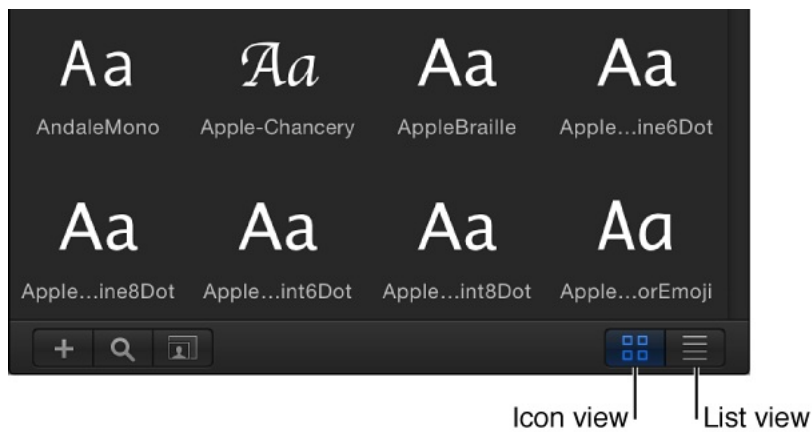 Aa Aa Aa Aa
AndaleMono Apple-Chancery AppleBraille Apple...ine6Dot
Aa Aa Aa Aa
Apple...ine8Dot Apple...int6Dot Apple...int8Dot Apple...orEmoji
Icon view List view